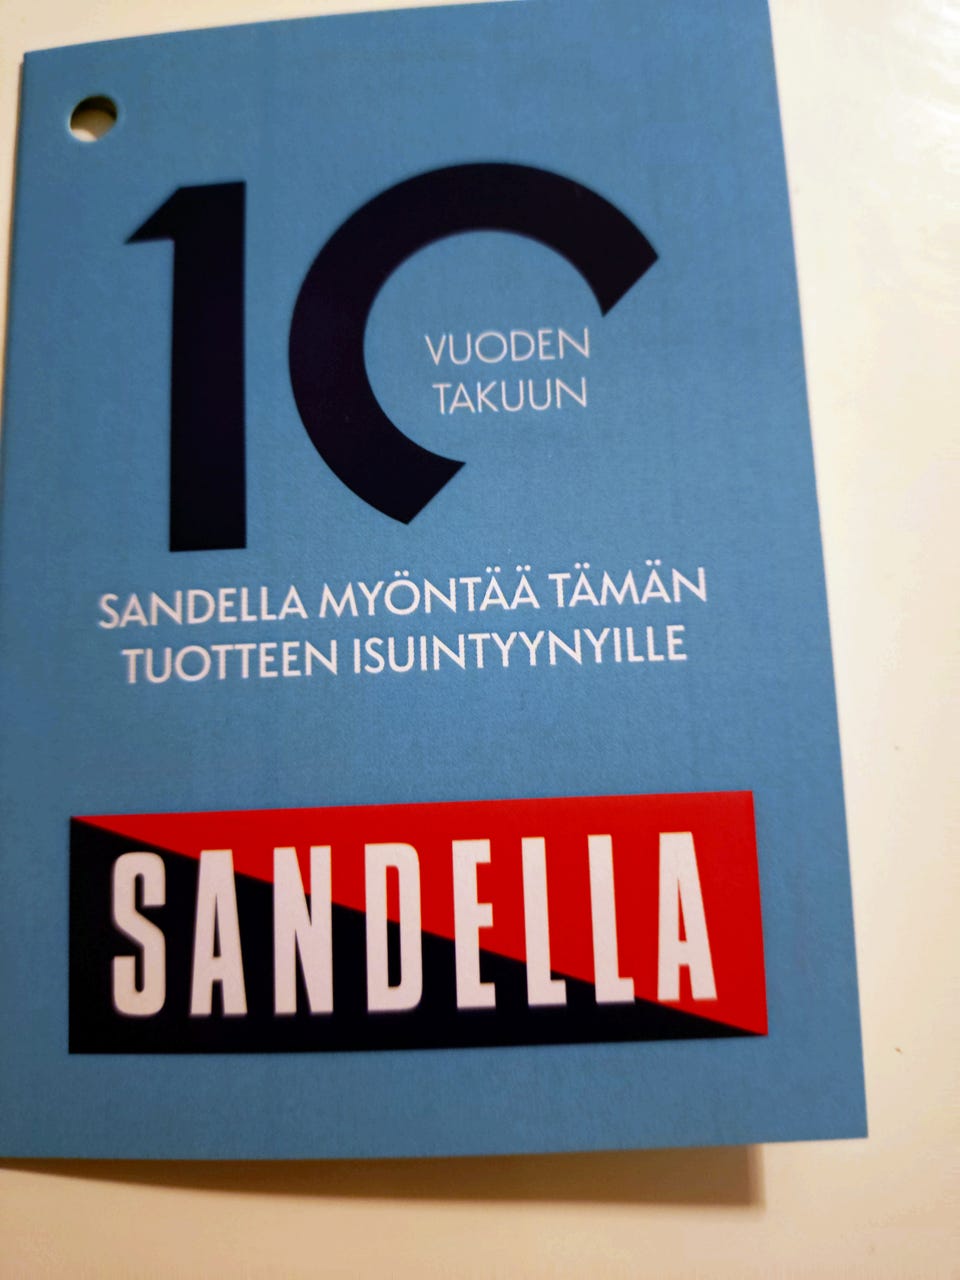 10
VUODEN
TAKUUN
SANDELLA MYÖNTÄÄ TÄMÄN
TUOTTEEN ISUINTYYNYILLE
SANDELLA